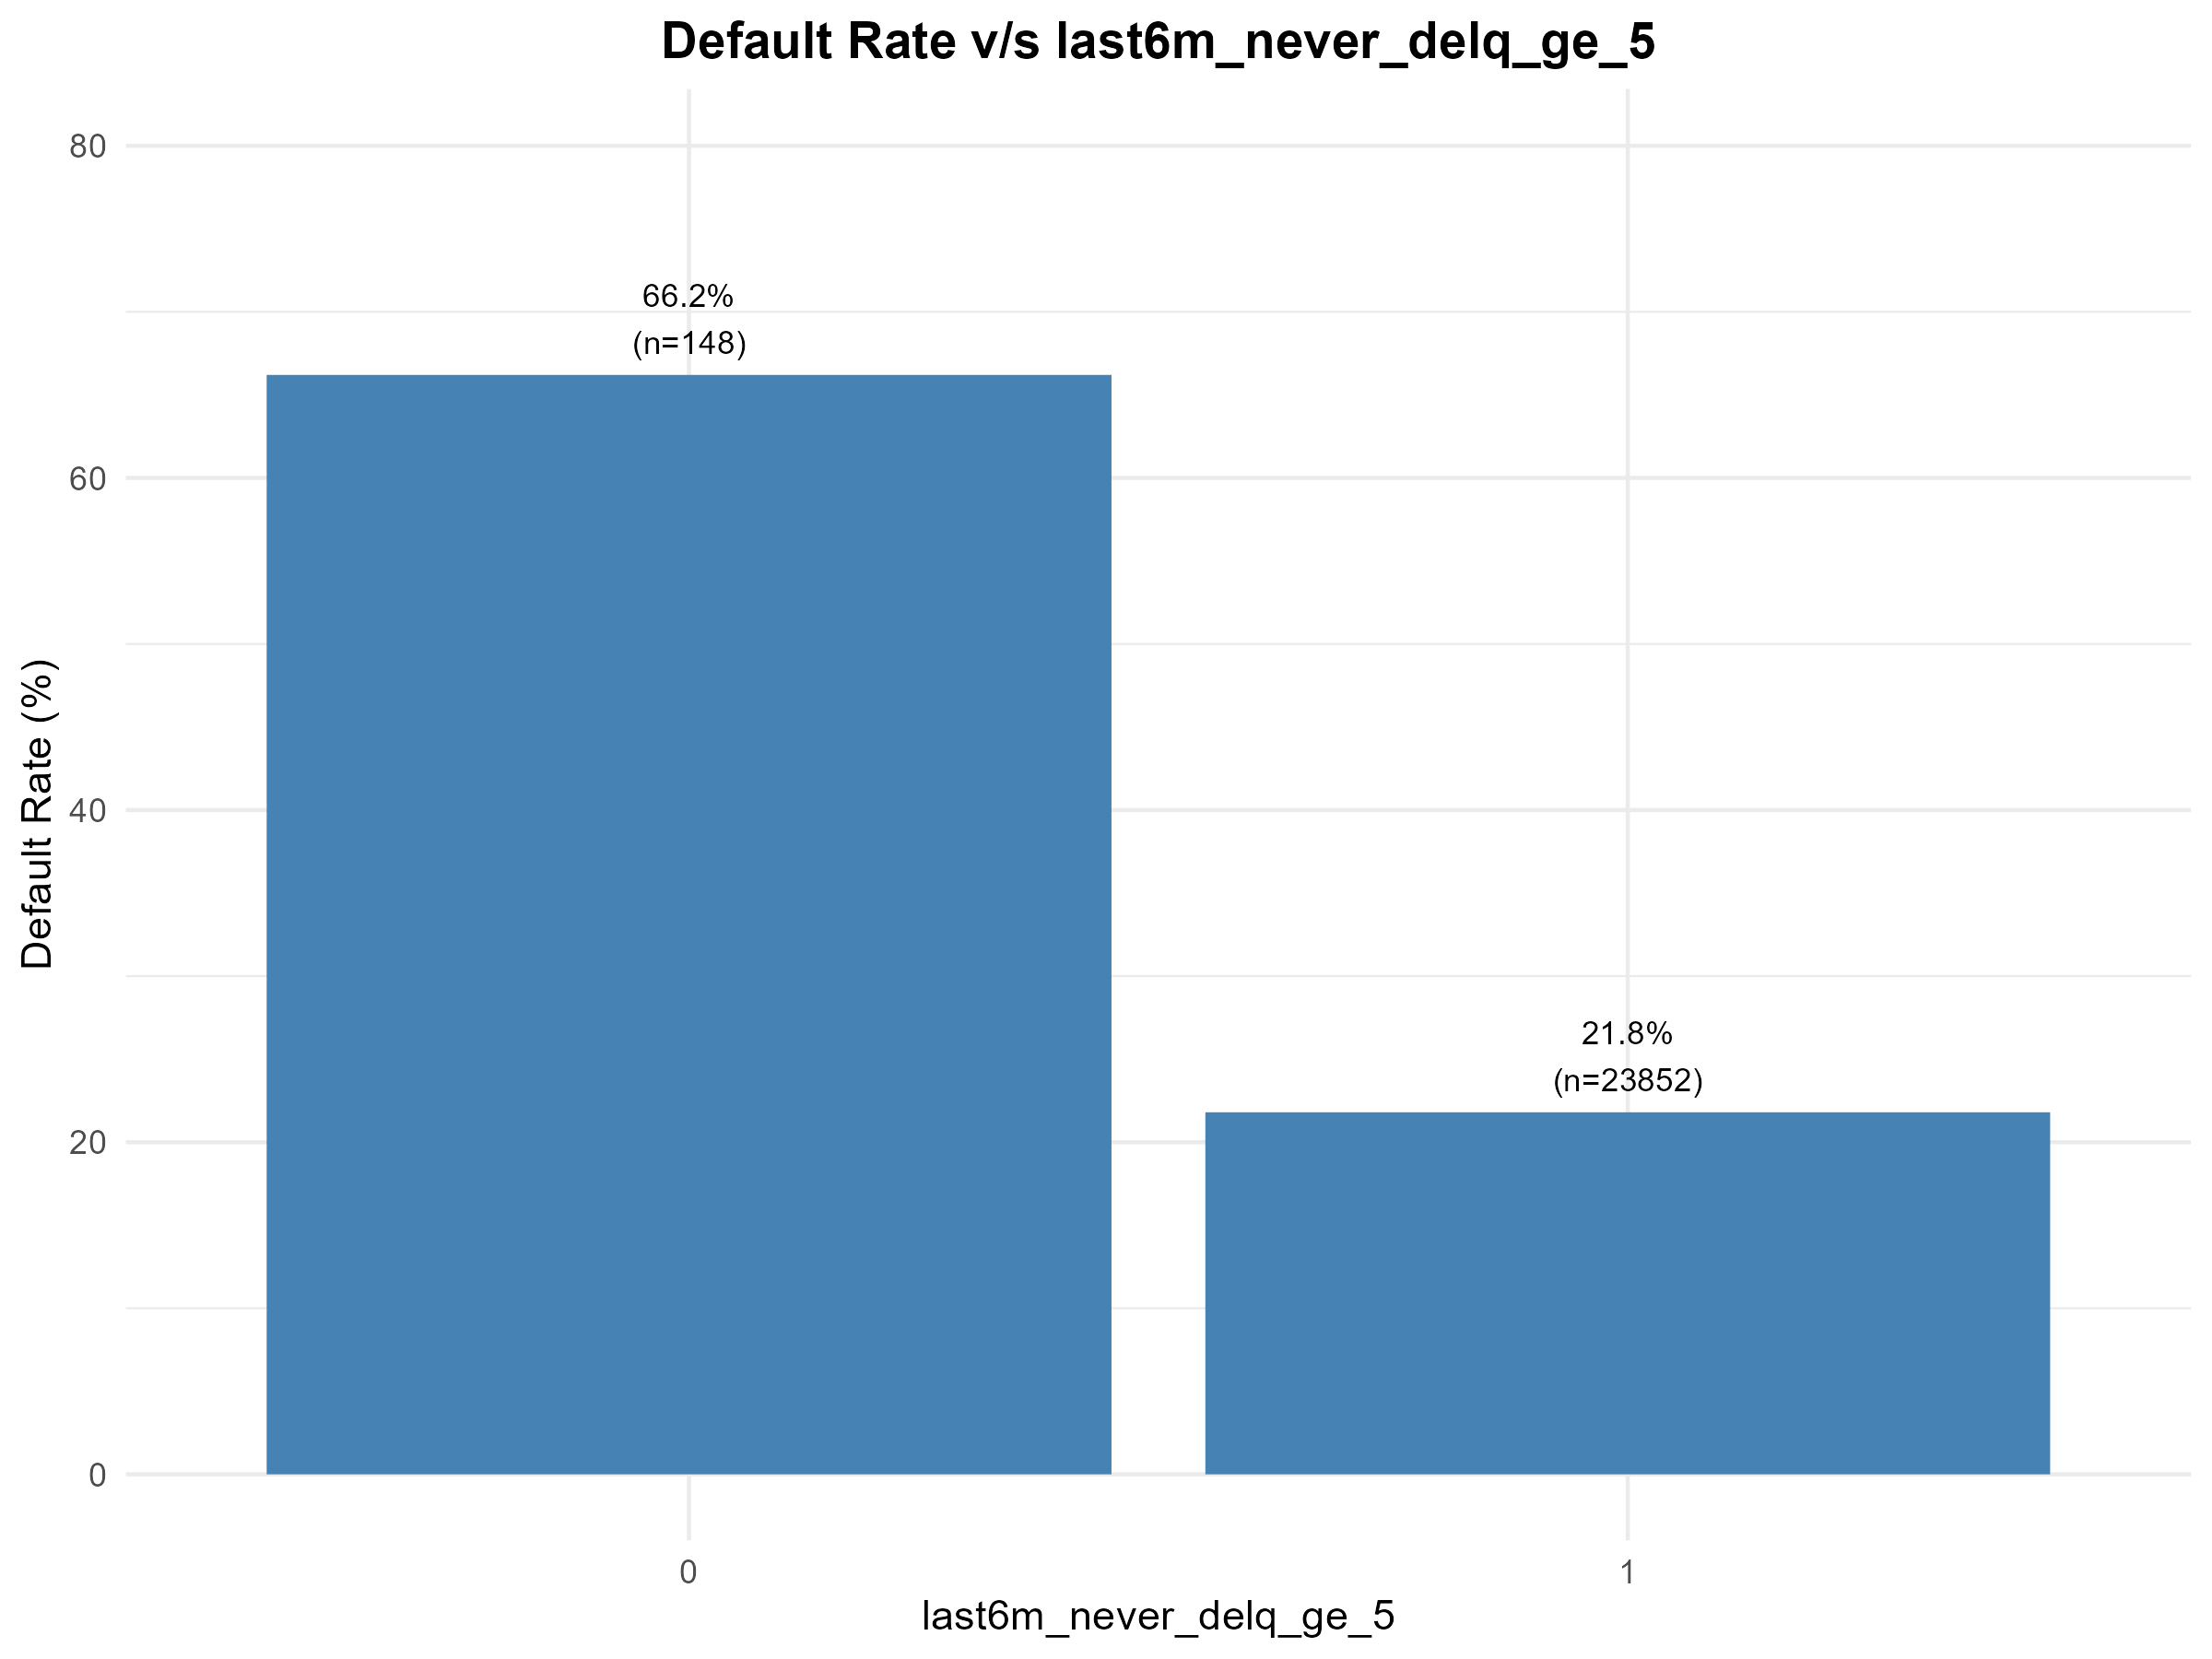 Default Rate v/s last6m_never_delq_ge_5
80
66.2%
(n=148)
60
Default Rate (%)
40
21.8%
(n=23852)
20
0
0
1
last6m_never_delq_ge_5